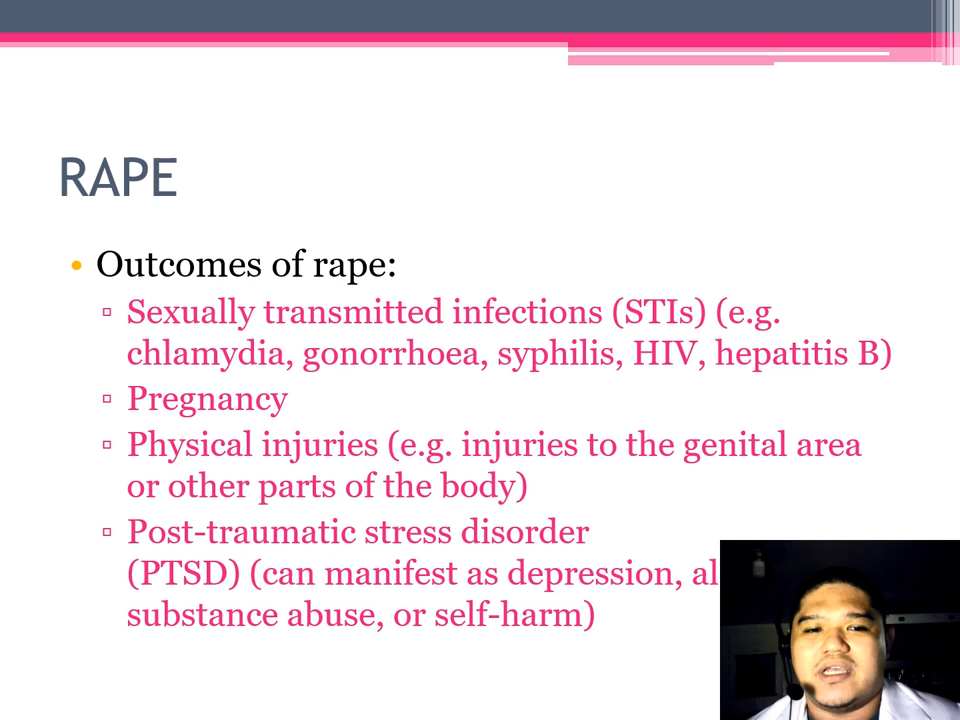 RAPE
• Outcomes of rape:
▫ Sexually transmitted infections (STIs) (e.g.
chlamydia, gonorrhoea, syphilis, HIV, hepatitis B)
▫ Pregnancy
▫ Physical injuries (e.g. injuries to the genital area
or other parts of the body)
▫ Post-traumatic stress disorder
(PTSD) (can manifest as depression,
substance abuse, or self-harm)